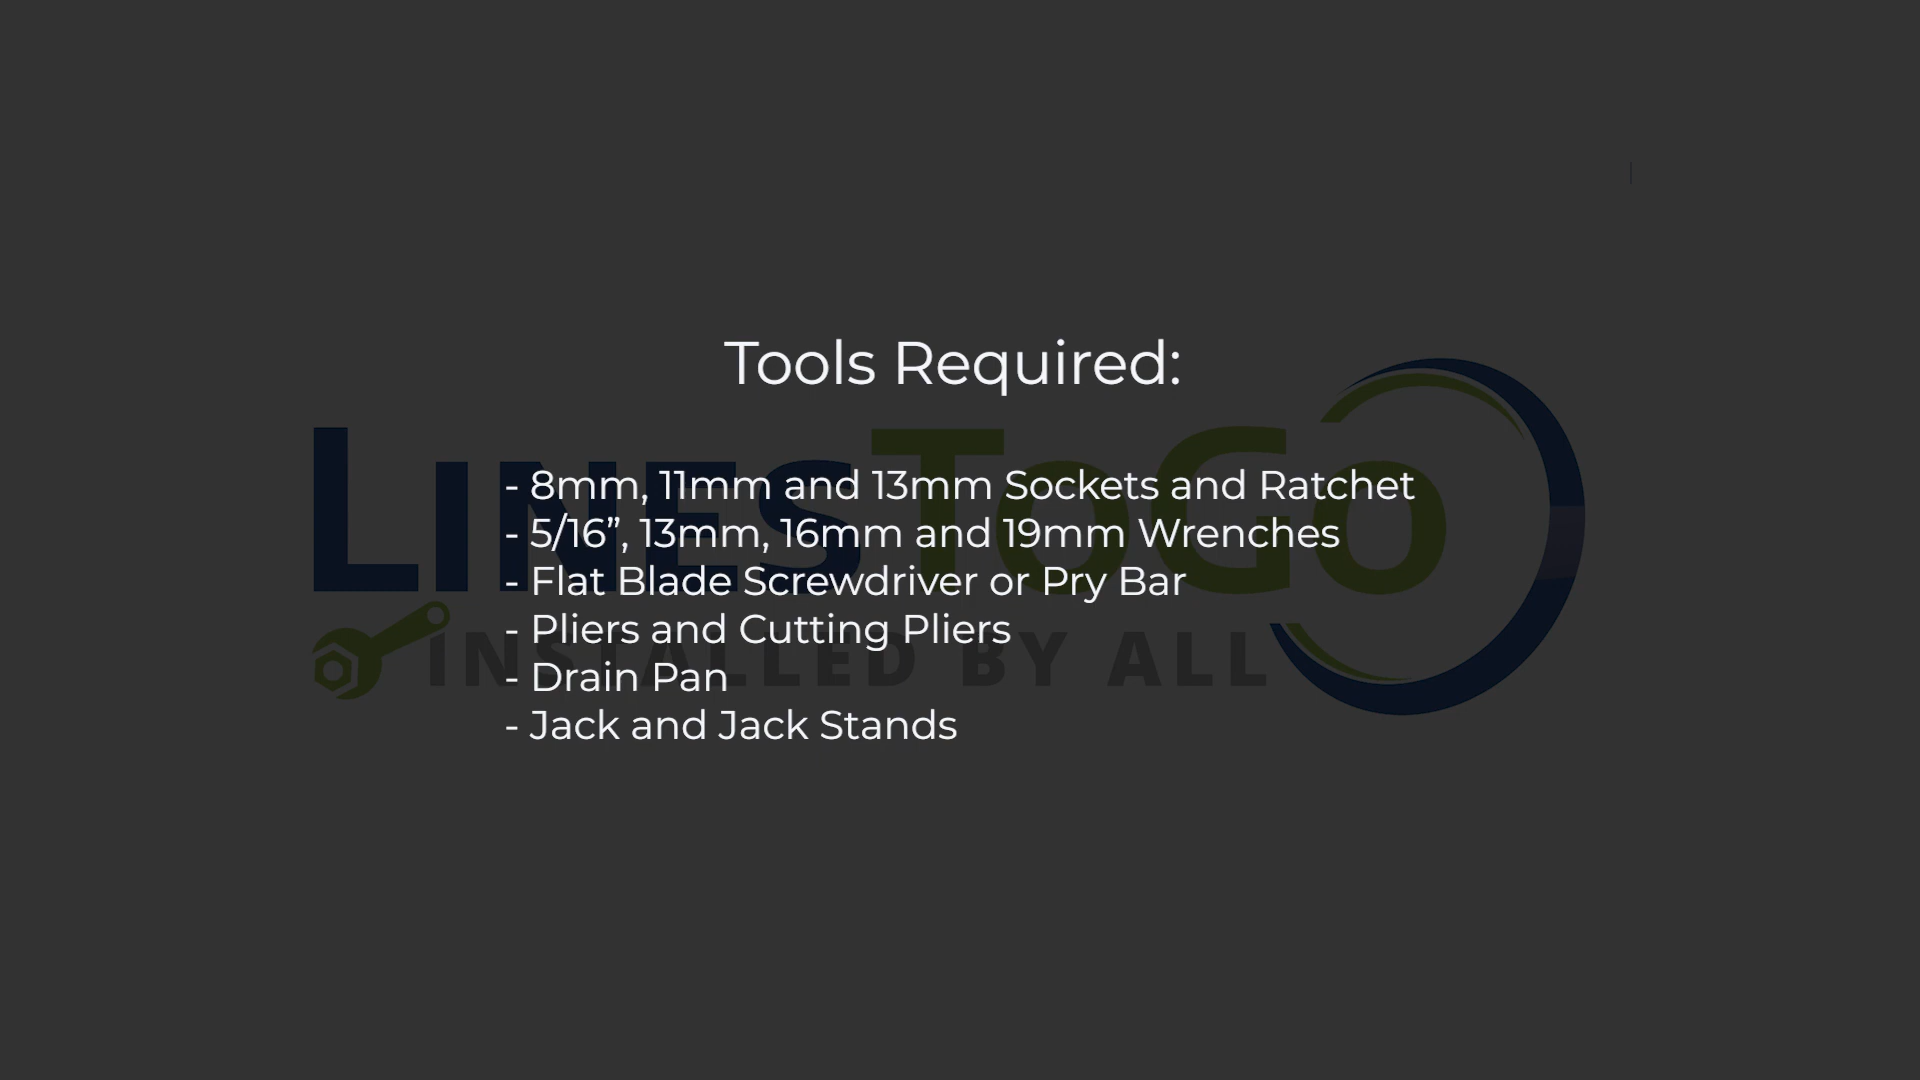 Tools Required:
LINESTOGO
- 8mm, 11mm and 13mm Sockets and Ratchet
- 5/16”, 13mm, 16mm and 19mm Wrenches
- Flat Blade Screwdriver or Pry Bar
- Pliers and Cutting Pliers
INSTALLED BY ALL
- Drain Pan
- Jack and Jack Stands